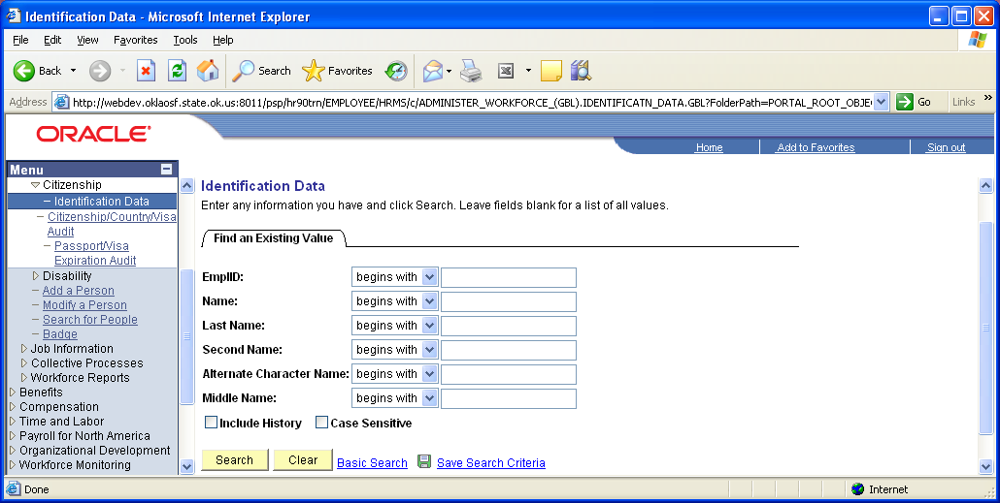 Identification Data - Microsoft Internet Explorer
File Edit View Favorites Tools Help
Back Search Favorites
Address http://webdev.oklaosf.state.ok.us:8011/psp/hr90trn/EMPLOYEE/HRMS/c/ADMINISTER_WORKFORCE_(GBL).IDENTIFICATN_DATA.GBL?FolderPath=PORTAL_ROOT_OBJE Go Links »
ORACLE®
Home Add to Favorites Sign out
Menu
Citizenship
– Identification Data
– Citizenship/Country/Visa
Audit
– Passport/Visa
Expiration Audit
Disability
– Add a Person
– Modify a Person
– Search for People
– Badge
Job Information
Collective Processes
Workforce Reports
Benefits
Compensation
Time and Labor
Payroll for North America
Organizational Development
Workforce Monitoring
Identification Data
Enter any information you have and click Search. Leave fields blank for a list of all values.
Find an Existing Value
EmplID: begins with
Name: begins with
Last Name: begins with
Second Name: begins with
Alternate Character Name: begins with
Middle Name: begins with
Include History Case Sensitive
Search Clear Basic Search Save Search Criteria
Done Internet